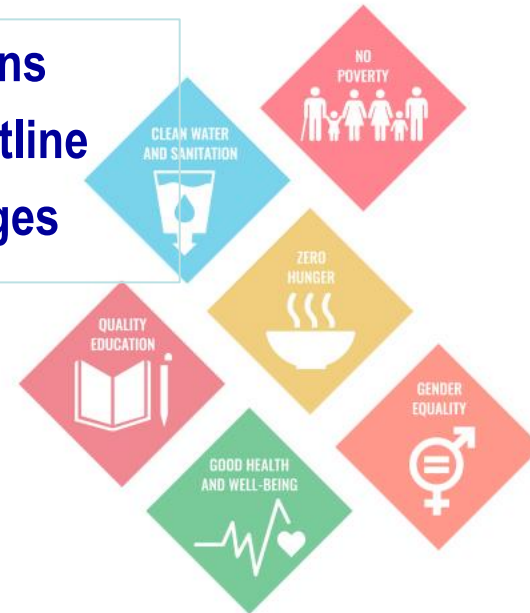 ns
tline
ges
NO
POVERTY
CLEAN WATER
AND SANITATION
ZERO
HUNGER
QUALITY
EDUCATION
GENDER
EQUALITY
GOOD HEALTH
AND WELL-BEING